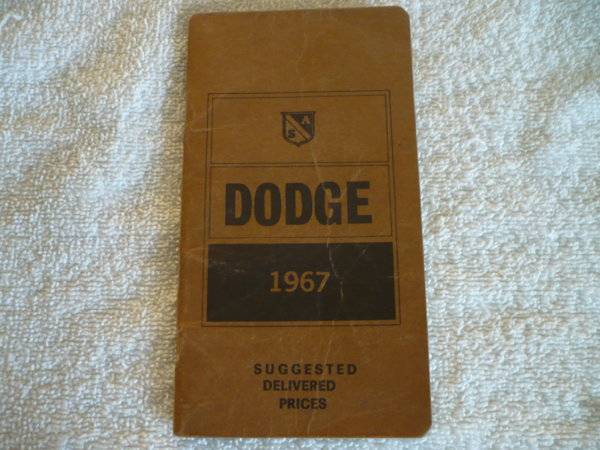 A
S
DODGE
1967
SUGGESTED
DELIVERED
PRICES